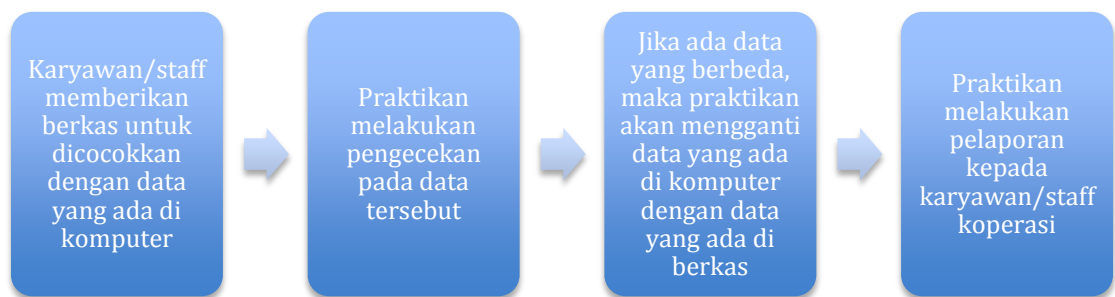 Karyawan/staff
memberikan
berkas untuk
dicocokkan
dengan data
yang ada di
komputer
Praktikan
melakukan
pengecekan
pada data
tersebut
Jika ada data
yang berbeda,
maka praktikan
akan mengganti
data yang ada
di komputer
dengan data
yang ada di
berkas
Praktikan
melakukan
pelaporan
kepada
karyawan/staff
koperasi